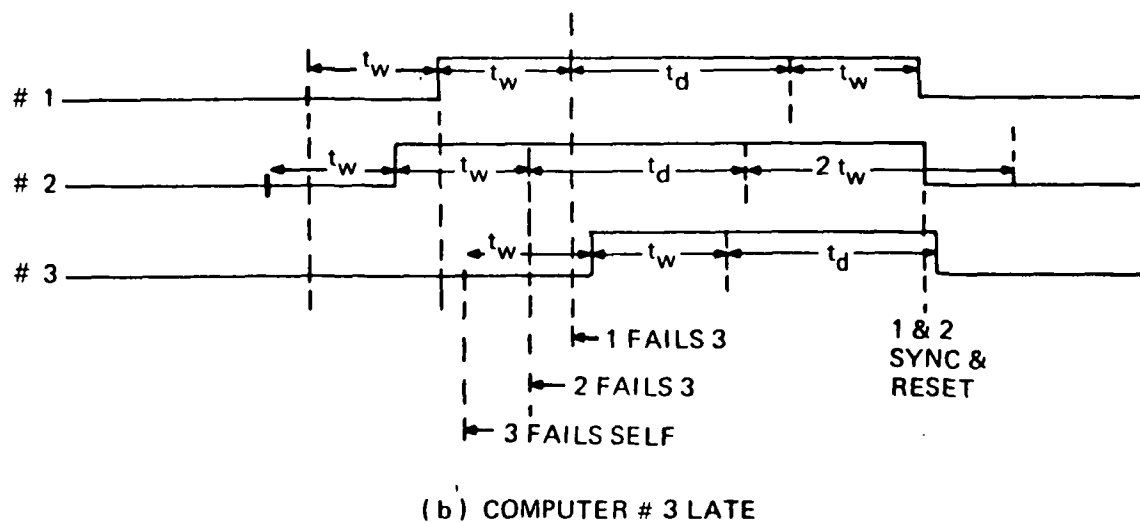 t_w t_w t_d t_w
# 1
t_w t_w t_d 2 t_w
# 2
t_w t_w t_d
# 3
1 FAILS 3
1 & 2
SYNC &
RESET
2 FAILS 3
3 FAILS SELF
(b) COMPUTER # 3 LATE